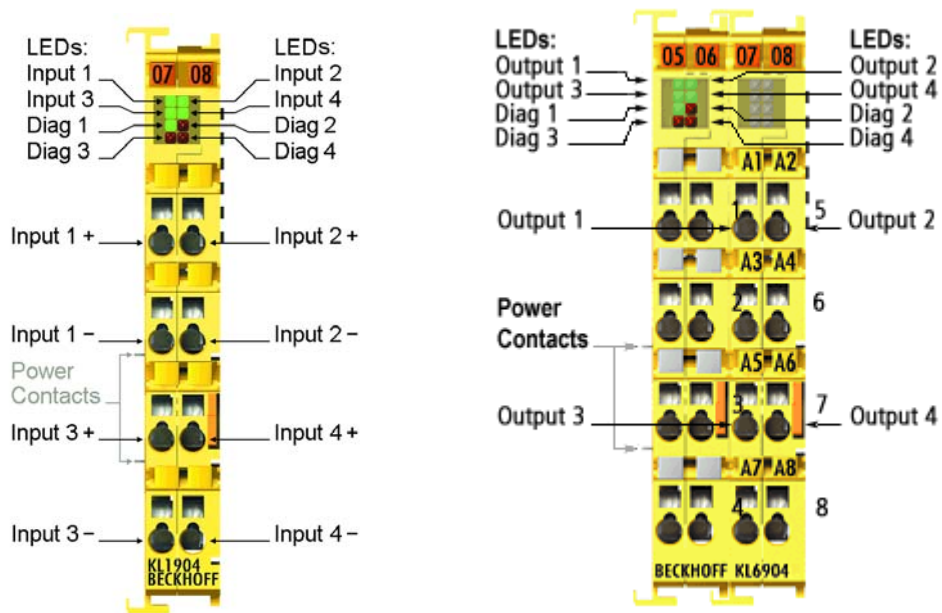 LEDs:
Input 1
Input 3
Diag 1
Diag 3
07 08
LEDs:
Input 2
Input 4
Diag 2
Diag 4
Input 1 +
Input 2 +
Input 1 −
Input 2 −
Power
Contacts
Input 3 +
Input 4 +
Input 3 −
Input 4 −
KL1904
BECKHOFF
LEDs:
Output 1
Output 3
Diag 1
Diag 3
05 06 07 08
LEDs:
Output 2
Output 4
Diag 2
Diag 4
A1 A2
Output 1
1
5
Output 2
A3 A4
Power
Contacts
2
6
A5 A6
Output 3
3
7
Output 4
A7 A8
4
8
BECKHOFF KL6904